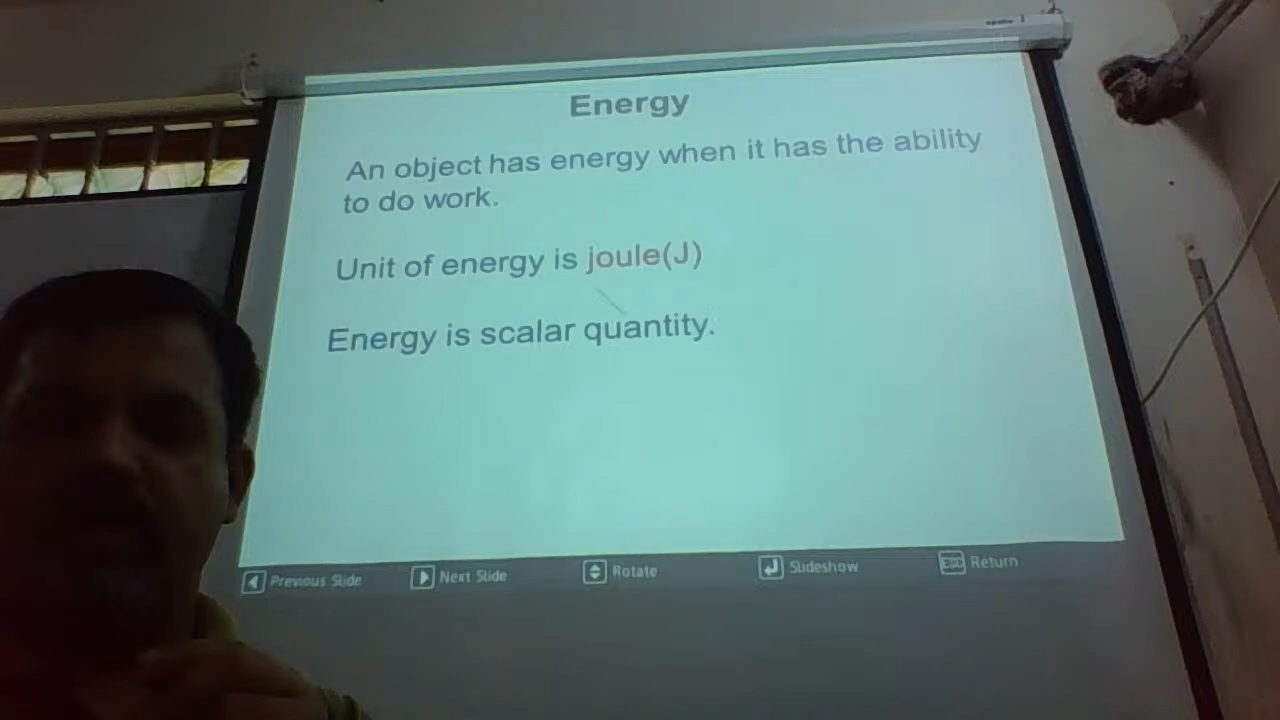 Energy
An object has energy when it has the ability
to do work.
Unit of energy is joule(J)
Energy is scalar quantity.
Previous Slide Next Slide Rotate Slideshow Return